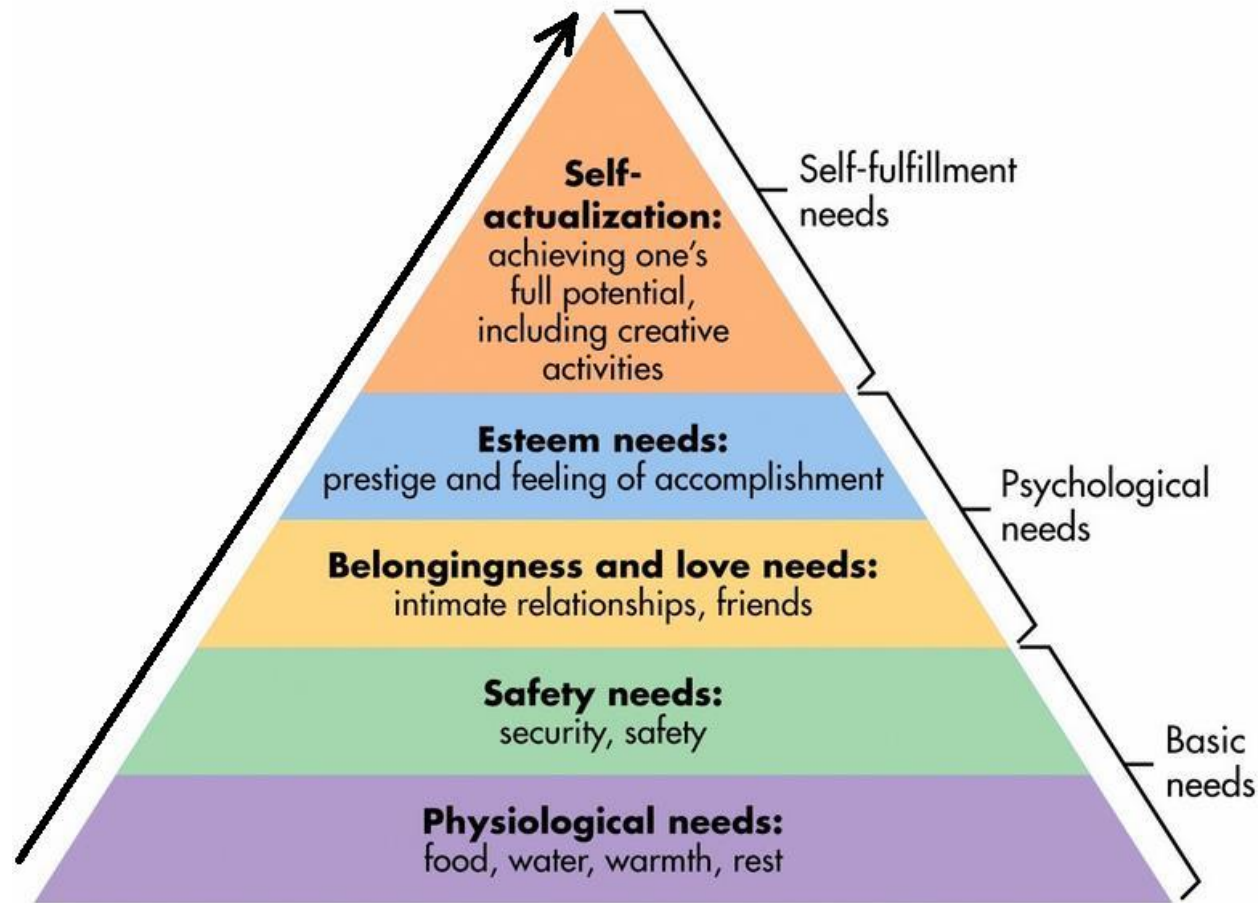 Self-
actualization:
achieving one's
full potential,
including creative
activities
Self-fulfillment
needs
Esteem needs:
prestige and feeling of accomplishment
Psychological
needs
Belongingness and love needs:
intimate relationships, friends
Safety needs:
security, safety
Basic
needs
Physiological needs:
food, water, warmth, rest